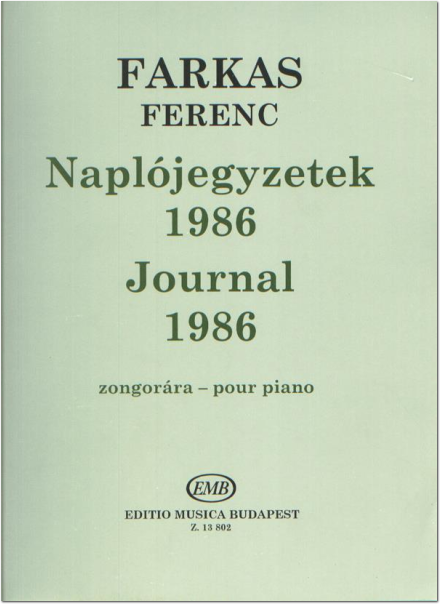 FARKAS
FERENC
Naplójegyzetek
1986
Journal
1986
zongorára – pour piano
EMB
EDITIO MUSICA BUDAPEST
Z. 13 802